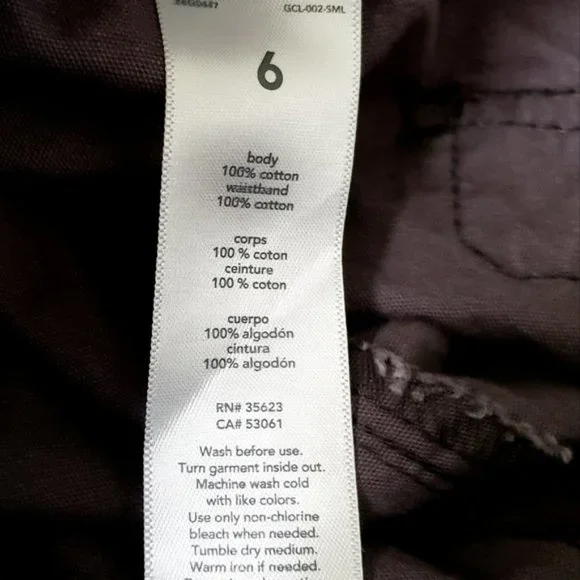 GCL-002-SML
6
body
100% cotton
waistband
100% cotton
corps
100 % coton
ceinture
100 % coton
cuerpo
100% algodón
cintura
100% algodón
RN# 35623
CA# 53061
Wash before use.
Turn garment inside out.
Machine wash cold
with like colors.
Use only non-chlorine
bleach when needed.
Tumble dry medium.
Warm iron if needed.